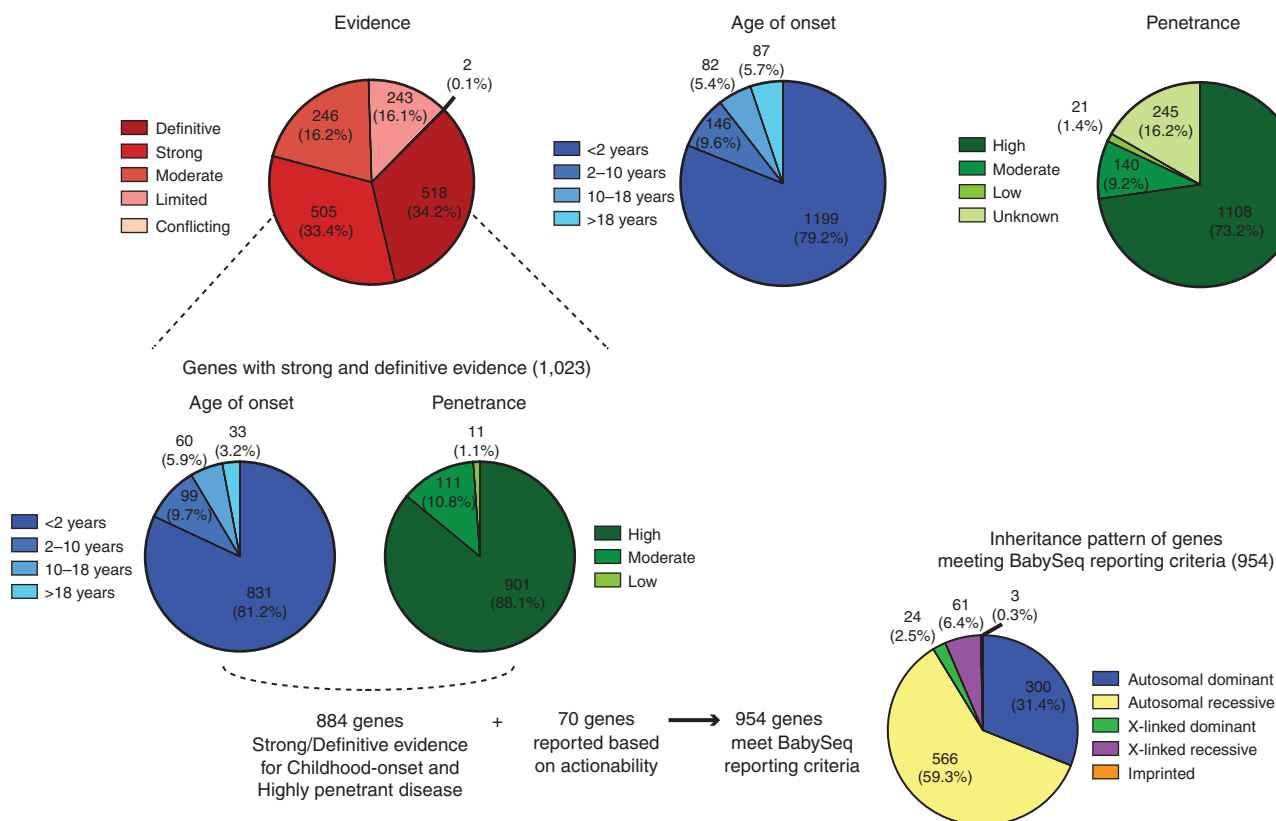 Evidence
Definitive
Strong
Moderate
Limited
Conflicting
2
(0.1%)
243
(16.1%)
246
(16.2%)
518
(34.2%)
505
(33.4%)
Age of onset
<2 years
2–10 years
10–18 years
>18 years
82
(5.4%)
87
(5.7%)
146
(9.6%)
1199
(79.2%)
Penetrance
High
Moderate
Low
Unknown
21
(1.4%)
245
(16.2%)
140
(9.2%)
1108
(73.2%)
Genes with strong and definitive evidence (1,023)
Age of onset
<2 years
2–10 years
10–18 years
>18 years
60
(5.9%)
33
(3.2%)
99
(9.7%)
831
(81.2%)
Penetrance
11
(1.1%)
111
(10.8%)
901
(88.1%)
High
Moderate
Low
884 genes
Strong/Definitive evidence
for Childhood-onset and
Highly penetrant disease
+
70 genes
reported based
on actionability
954 genes
meet BabySeq
reporting criteria
Inheritance pattern of genes
meeting BabySeq reporting criteria (954)
24
(2.5%)
61
(6.4%)
3
(0.3%)
300
(31.4%)
566
(59.3%)
Autosomal dominant
Autosomal recessive
X-linked dominant
X-linked recessive
Imprinted